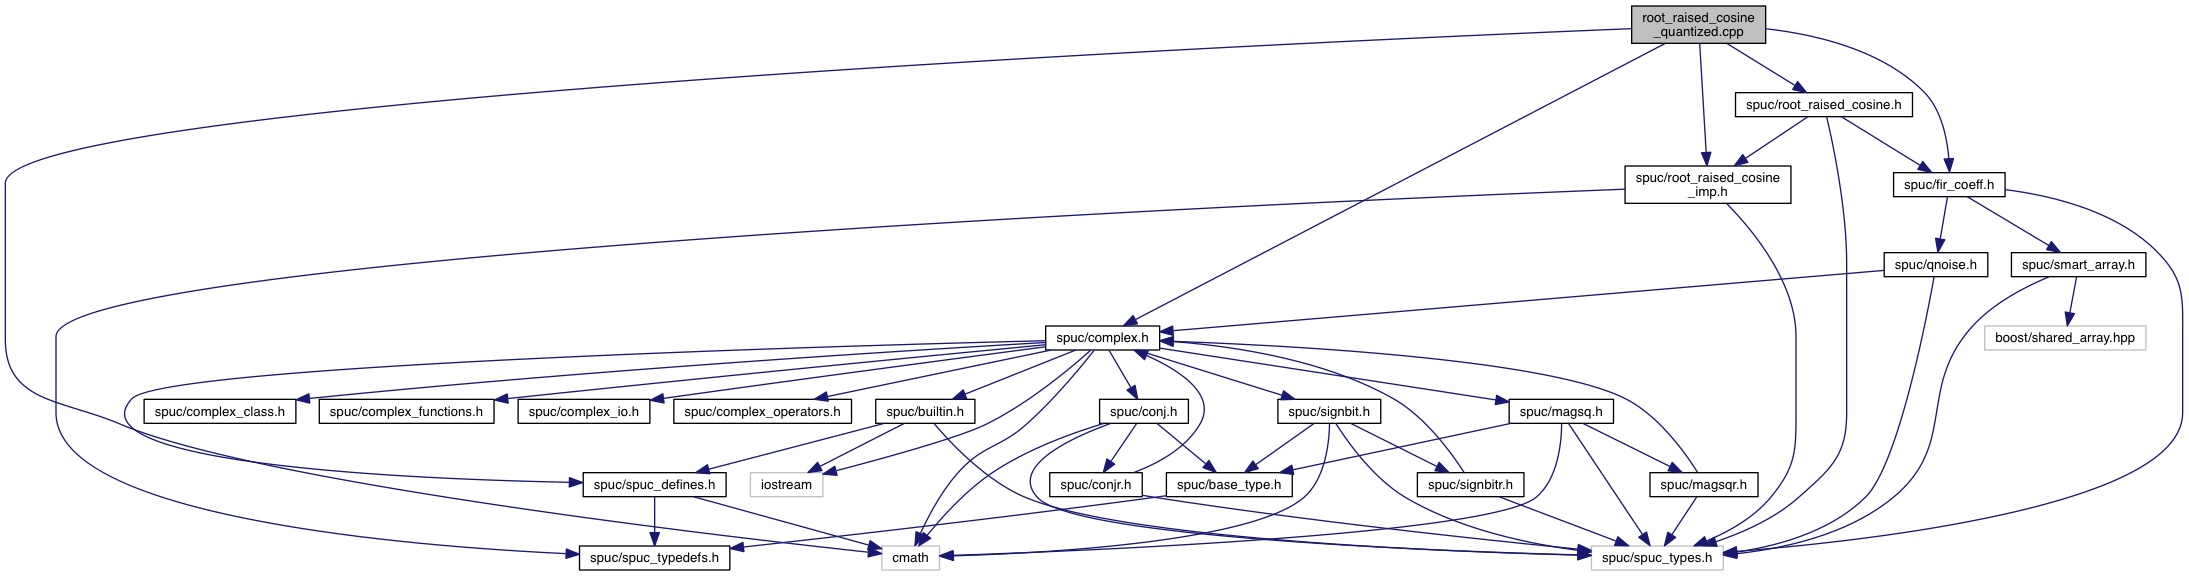 root_raised_cosine
_quantized.cpp
spuc/root_raised_cosine.h
spuc/root_raised_cosine
_imp.h
spuc/fir_coeff.h
spuc/qnoise.h
spuc/smart_array.h
spuc/complex.h
boost/shared_array.hpp
spuc/complex_class.h
spuc/complex_functions.h
spuc/complex_io.h
spuc/complex_operators.h
spuc/builtin.h
spuc/conj.h
spuc/signbit.h
spuc/magsq.h
spuc/spuc_defines.h
iostream
spuc/conjr.h
spuc/base_type.h
spuc/signbitr.h
spuc/magsqr.h
spuc/spuc_typedefs.h
cmath
spuc/spuc_types.h